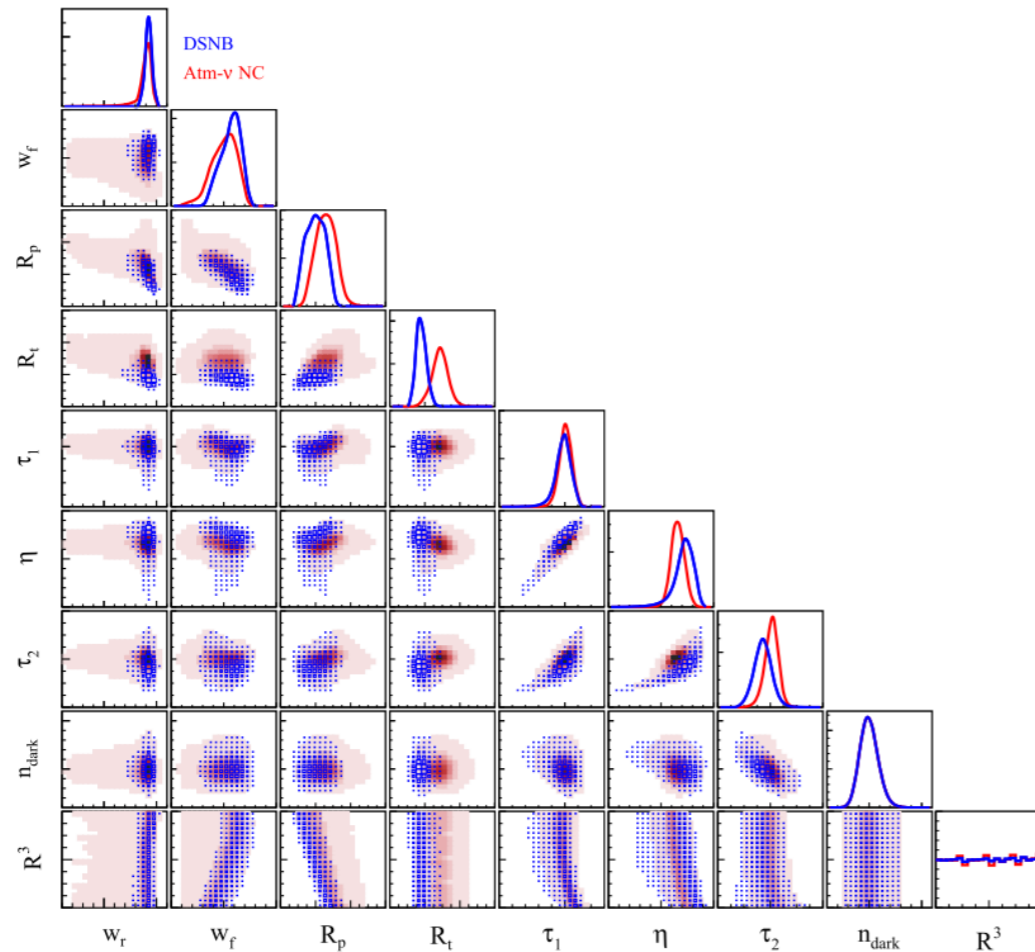 DSNB
Atm-ν NC
w_f
R_p
R_t
τ_1
η
τ_2
n_dark
R^3
w_r w_f R_p R_t τ_1 η τ_2 n_dark R^3